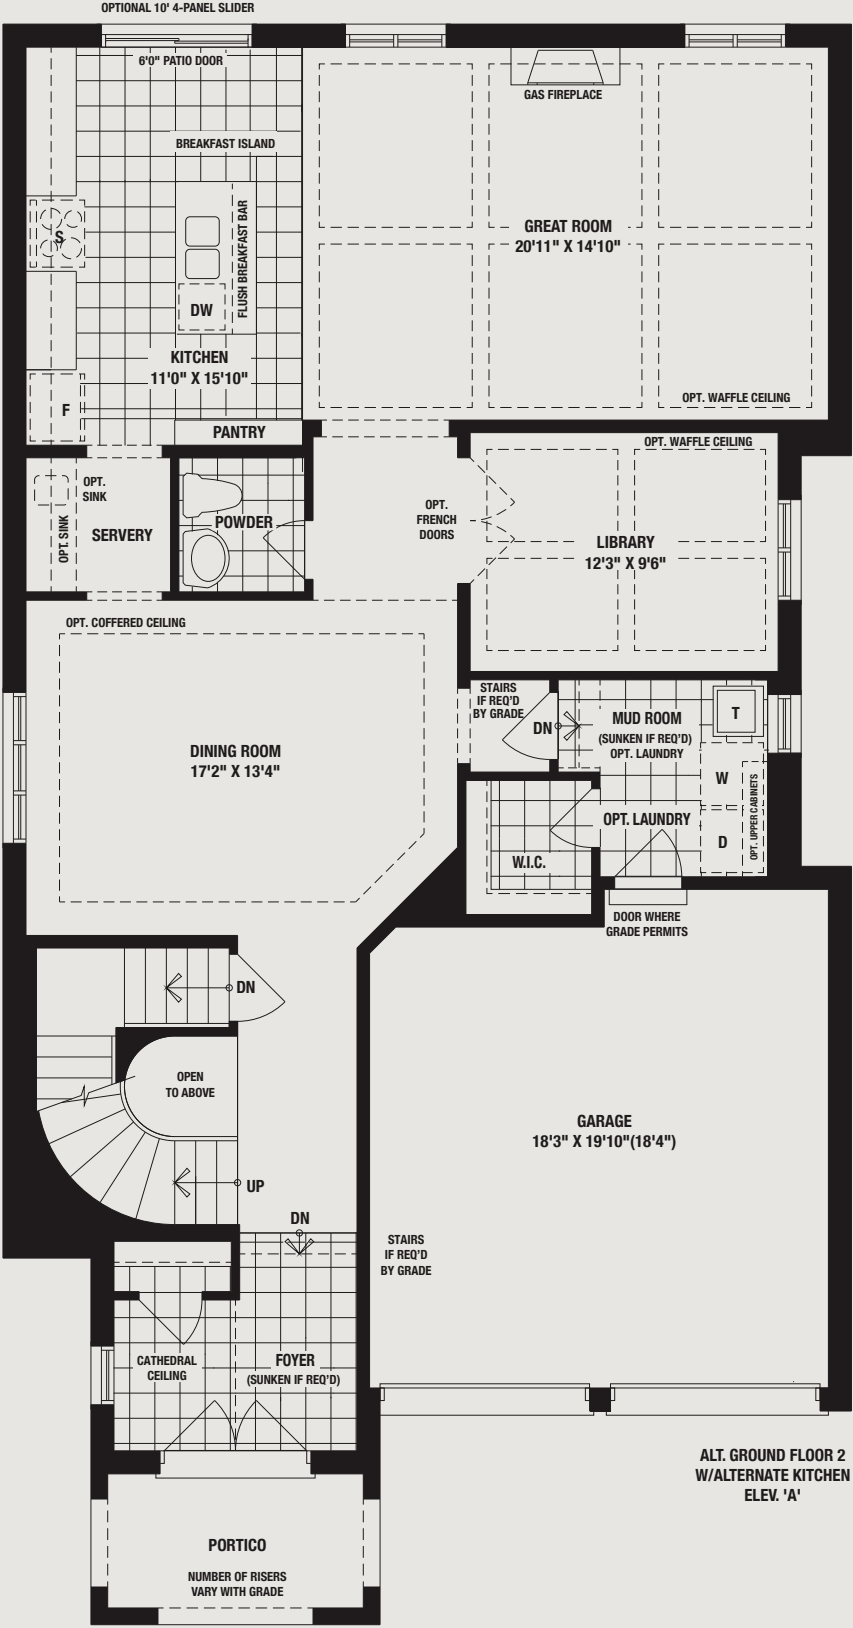 OPTIONAL 10' 4-PANEL SLIDER
6'0" PATIO DOOR
BREAKFAST ISLAND
GAS FIREPLACE
S
FLUSH BREAKFAST BAR
GREAT ROOM
20'11" X 14'10"
DW
KITCHEN
11'0" X 15'10"
F
OPT. WAFFLE CEILING
PANTRY
OPT. WAFFLE CEILING
OPT.
SINK
OPT. SINK
SERVERY
POWDER
OPT.
FRENCH
DOORS
LIBRARY
12'3" X 9'6"
OPT. COFFERED CEILING
STAIRS
IF REQ'D
BY GRADE
DN
MUD ROOM
(SUNKEN IF REQ'D)
OPT. LAUNDRY
T
DINING ROOM
17'2" X 13'4"
W
OPT. UPPER CABINETS
OPT. LAUNDRY
D
W.I.C.
DOOR WHERE
GRADE PERMITS
DN
OPEN
TO ABOVE
GARAGE
18'3" X 19'10"(18'4")
UP
DN
STAIRS
IF REQ'D
BY GRADE
CATHEDRAL
CEILING
FOYER
(SUNKEN IF REQ'D)
ALT. GROUND FLOOR 2
W/ALTERNATE KITCHEN
ELEV. 'A'
PORTICO
NUMBER OF RISERS
VARY WITH GRADE